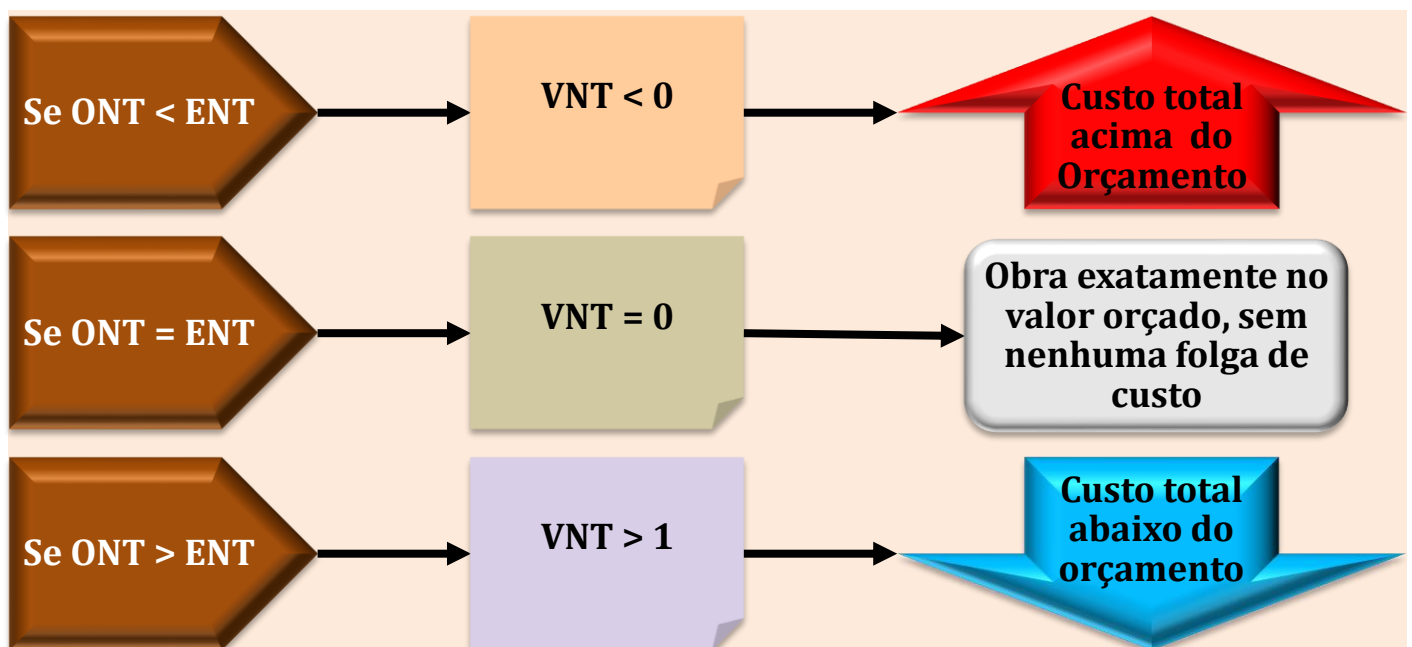 Se ONT < ENT
VNT < 0
Custo total
acima do
Orçamento
Se ONT = ENT
VNT = 0
Obra exatamente no
valor orçado, sem
nenhuma folga de
custo
Se ONT > ENT
VNT > 1
Custo total
abaixo do
orçamento